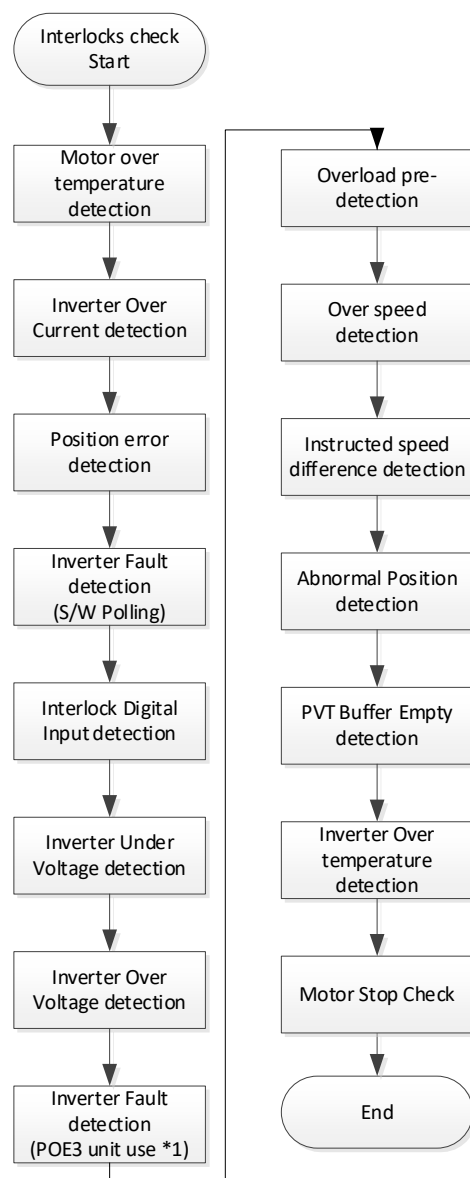 Interlocks check
Start
Motor over
temperature
detection
Inverter Over
Current detection
Position error
detection
Inverter Fault
detection
(S/W Polling)
Interlock Digital
Input detection
Inverter Under
Voltage detection
Inverter Over
Voltage detection
Inverter Fault
detection
(POE3 unit use *1)
Overload pre-
detection
Over speed
detection
Instructed speed
difference detection
Abnormal Position
detection
PVT Buffer Empty
detection
Inverter Over
temperature
detection
Motor Stop Check
End